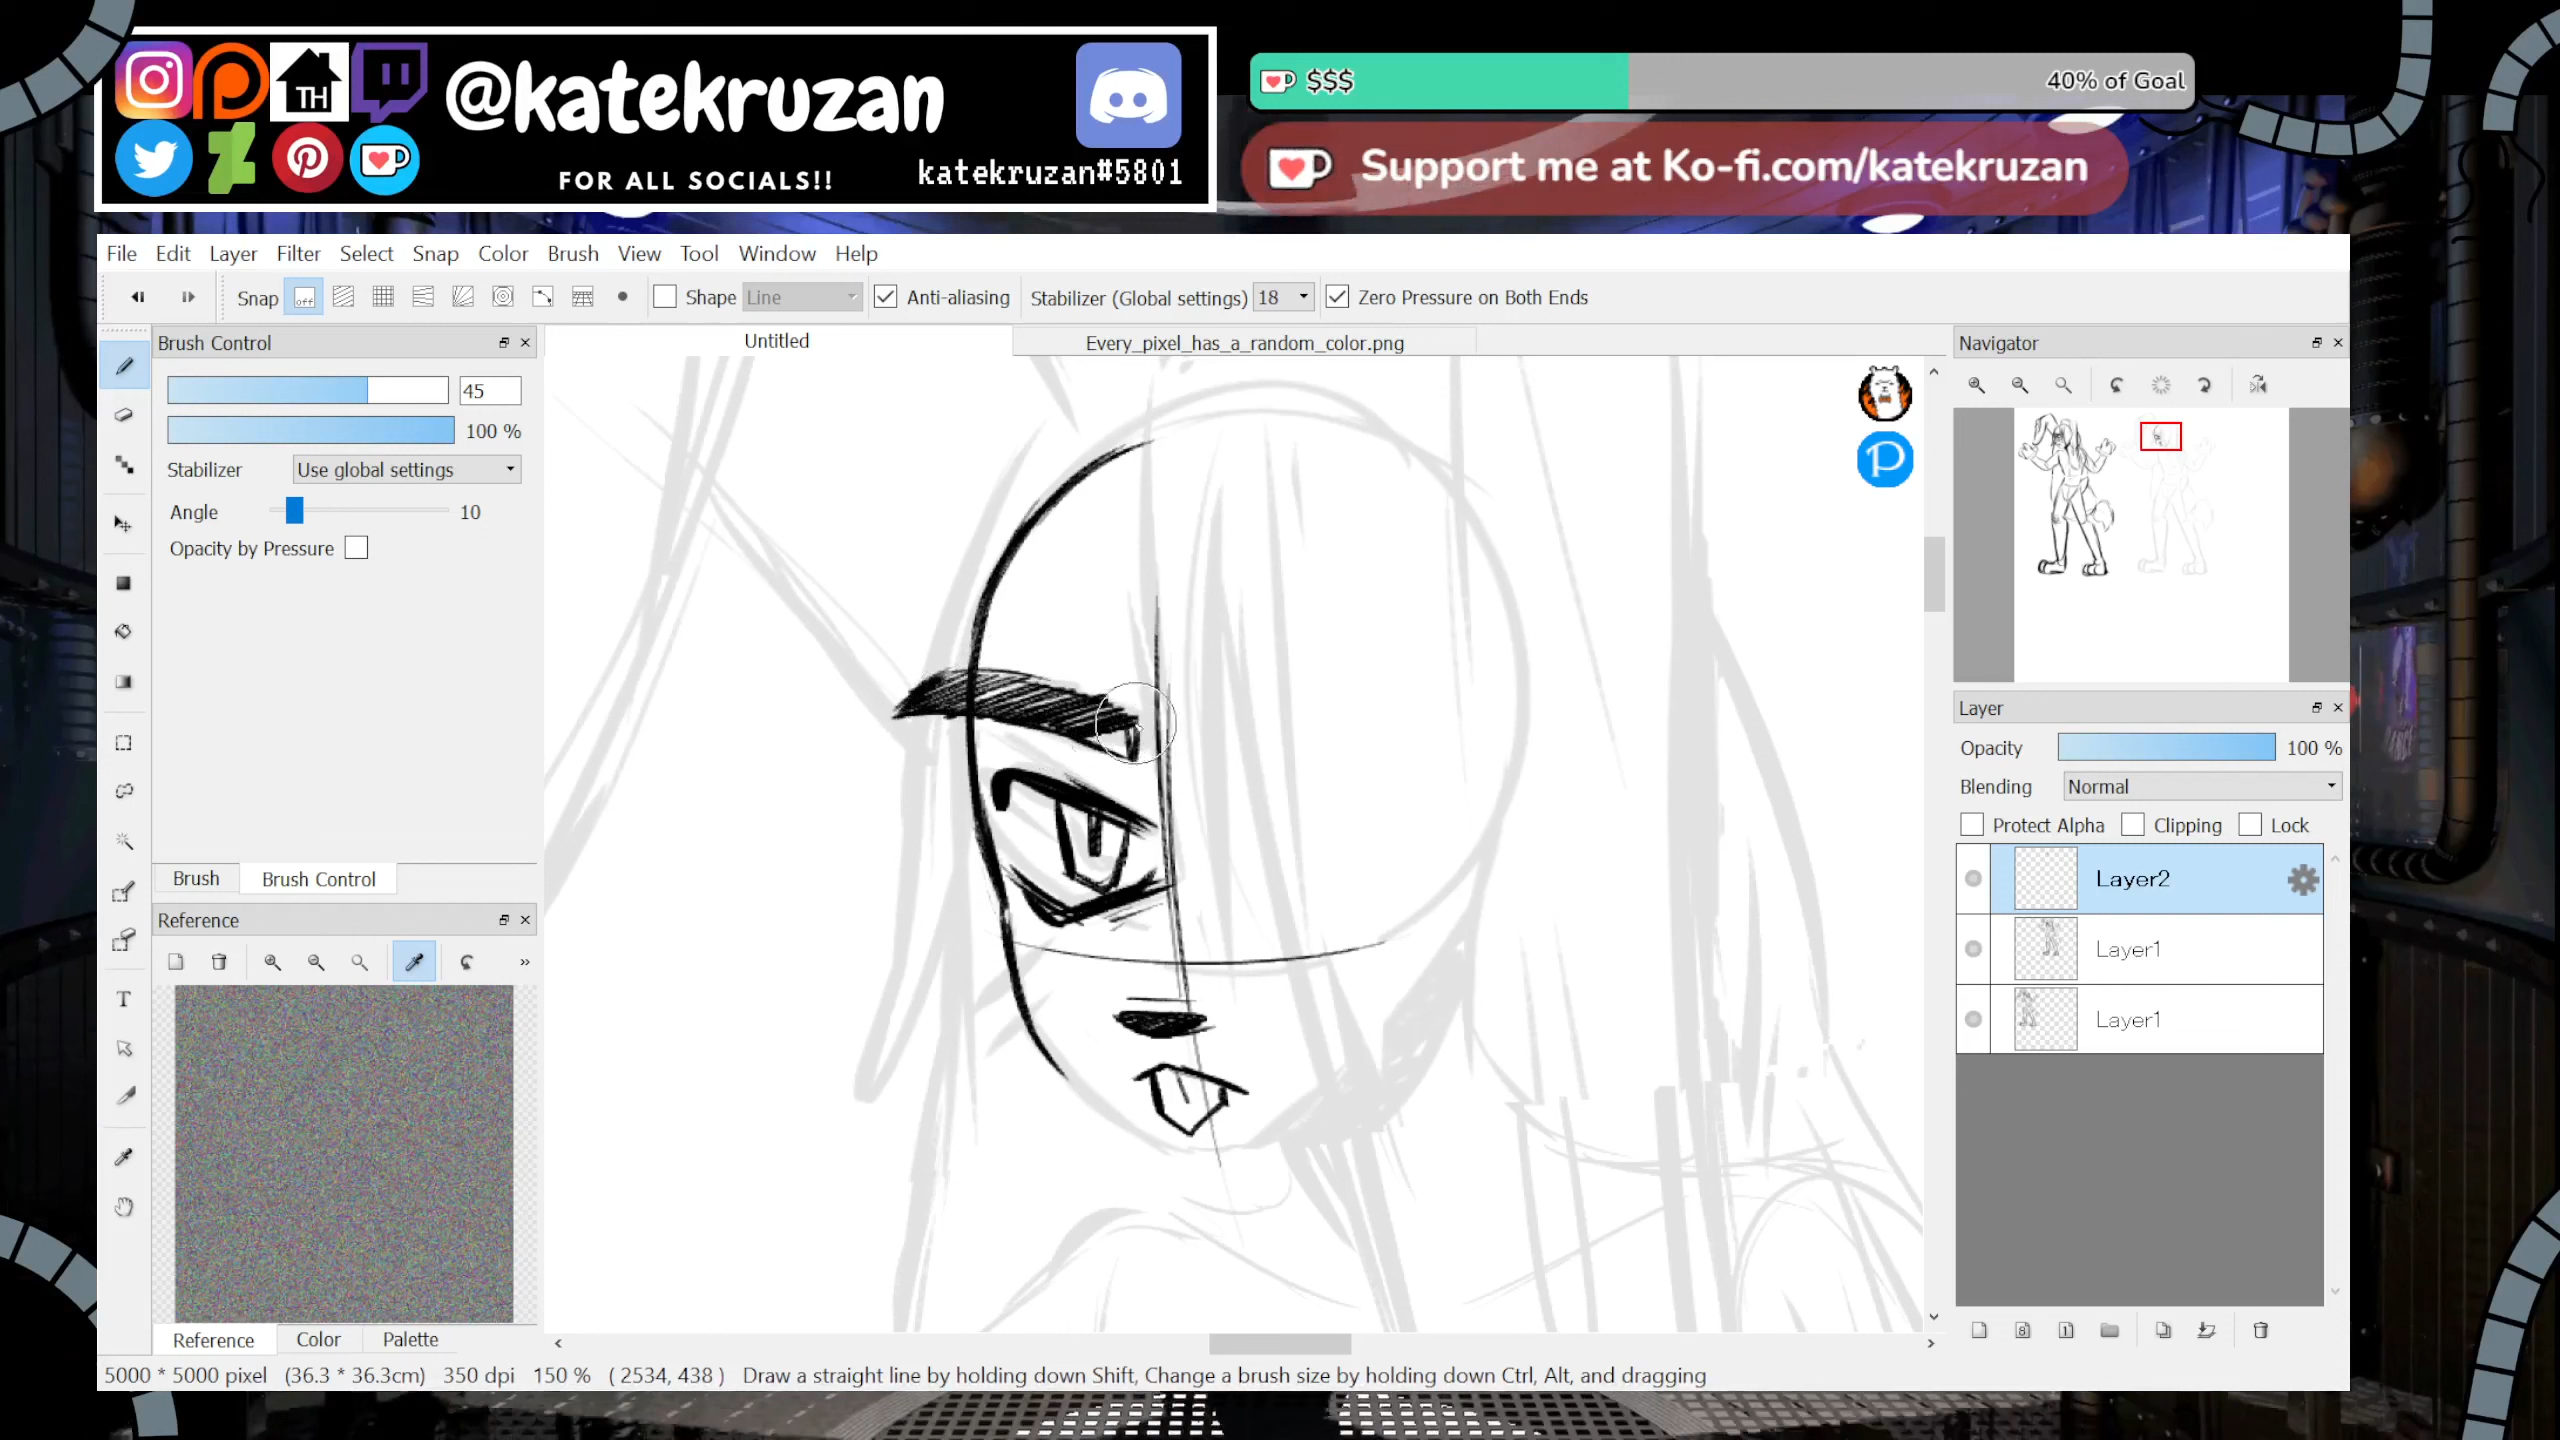 TH
@katekruzan
FOR ALL SOCIALS!!
katekruzan#5801
$$$
40% of Goal
Support me at Ko-fi.com/katekruzan
File Edit Layer Filter Select Snap Color Brush View Tool Window Help
Snap off Shape Line Anti-aliasing Stabilizer (Global settings) 18 Zero Pressure on Both Ends
Brush Control
Untitled
Every_pixel_has_a_random_color.png
Navigator
45
100 %
Stabilizer Use global settings
Angle 10
Opacity by Pressure
Brush Brush Control
Reference
Reference Color Palette
Layer
Opacity 100 %
Blending Normal
Protect Alpha Clipping Lock
Layer2
Layer1
Layer1
8 1
T
P
5000 * 5000 pixel (36.3 * 36.3cm) 350 dpi 150 % ( 2534, 438 ) Draw a straight line by holding down Shift, Change a brush size by holding down Ctrl, Alt, and dragging